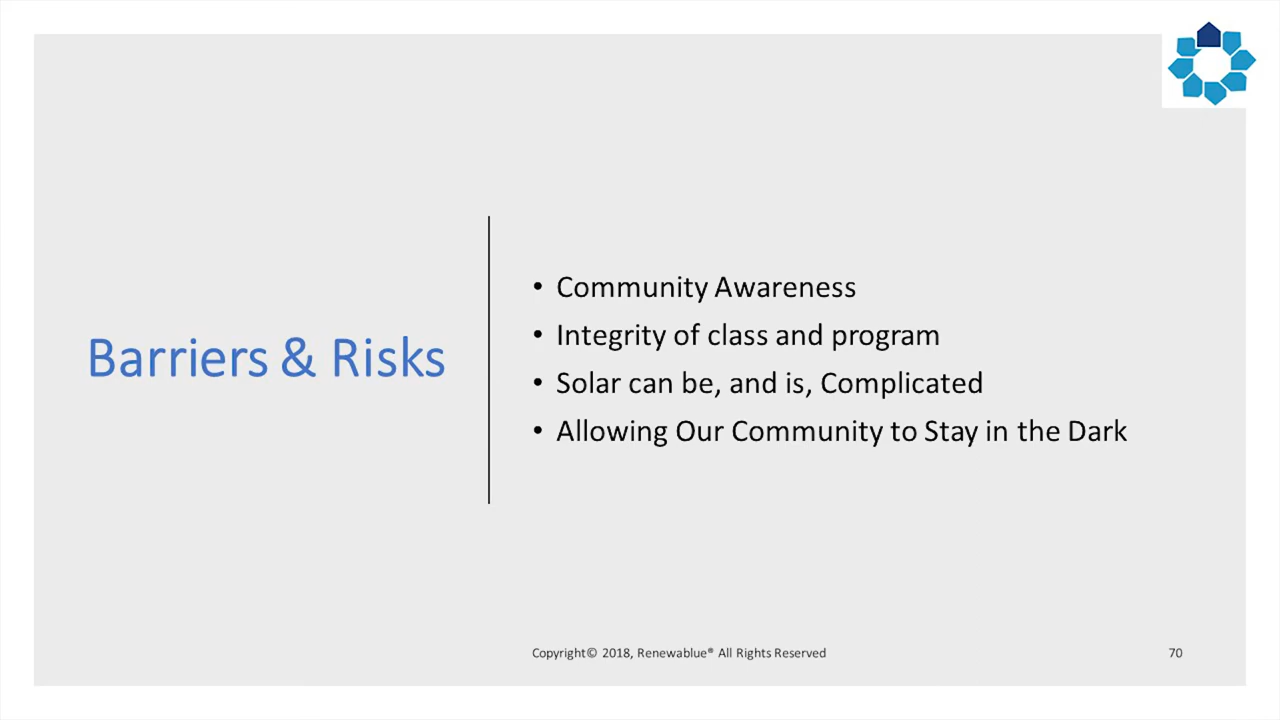 Barriers & Risks
• Community Awareness
• Integrity of class and program
• Solar can be, and is, Complicated
• Allowing Our Community to Stay in the Dark
Copyright© 2018, Renewablue® All Rights Reserved
70